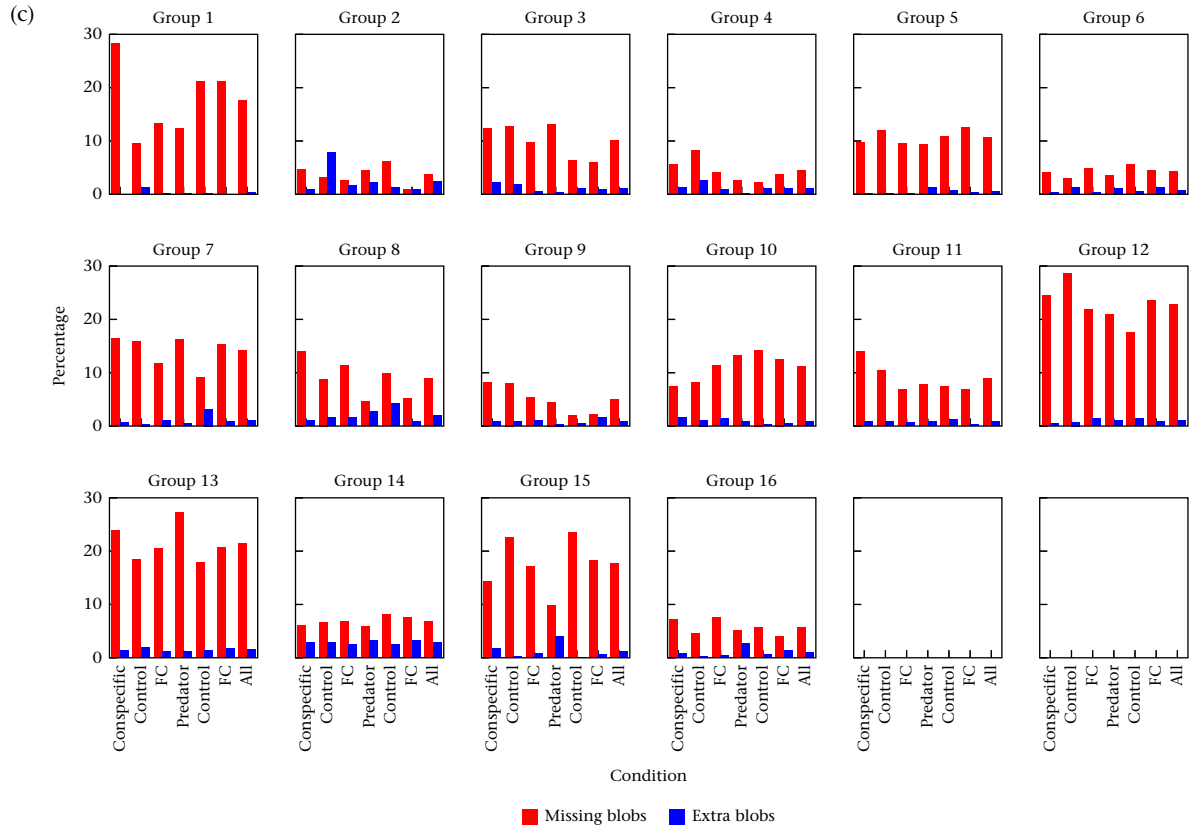 (c)
Group 1 Group 2 Group 3 Group 4 Group 5 Group 6
30
20
10
0
Group 7 Group 8 Group 9 Group 10 Group 11 Group 12
30
20
10
0
Percentage
Group 13 Group 14 Group 15 Group 16
30
20
10
0
Conspecific Control FC Predator Control FC All
Conspecific Control FC Predator Control FC All
Conspecific Control FC Predator Control FC All
Conspecific Control FC Predator Control FC All
Conspecific Control FC Predator Control FC All
Conspecific Control FC Predator Control FC All
Condition
Missing blobs Extra blobs